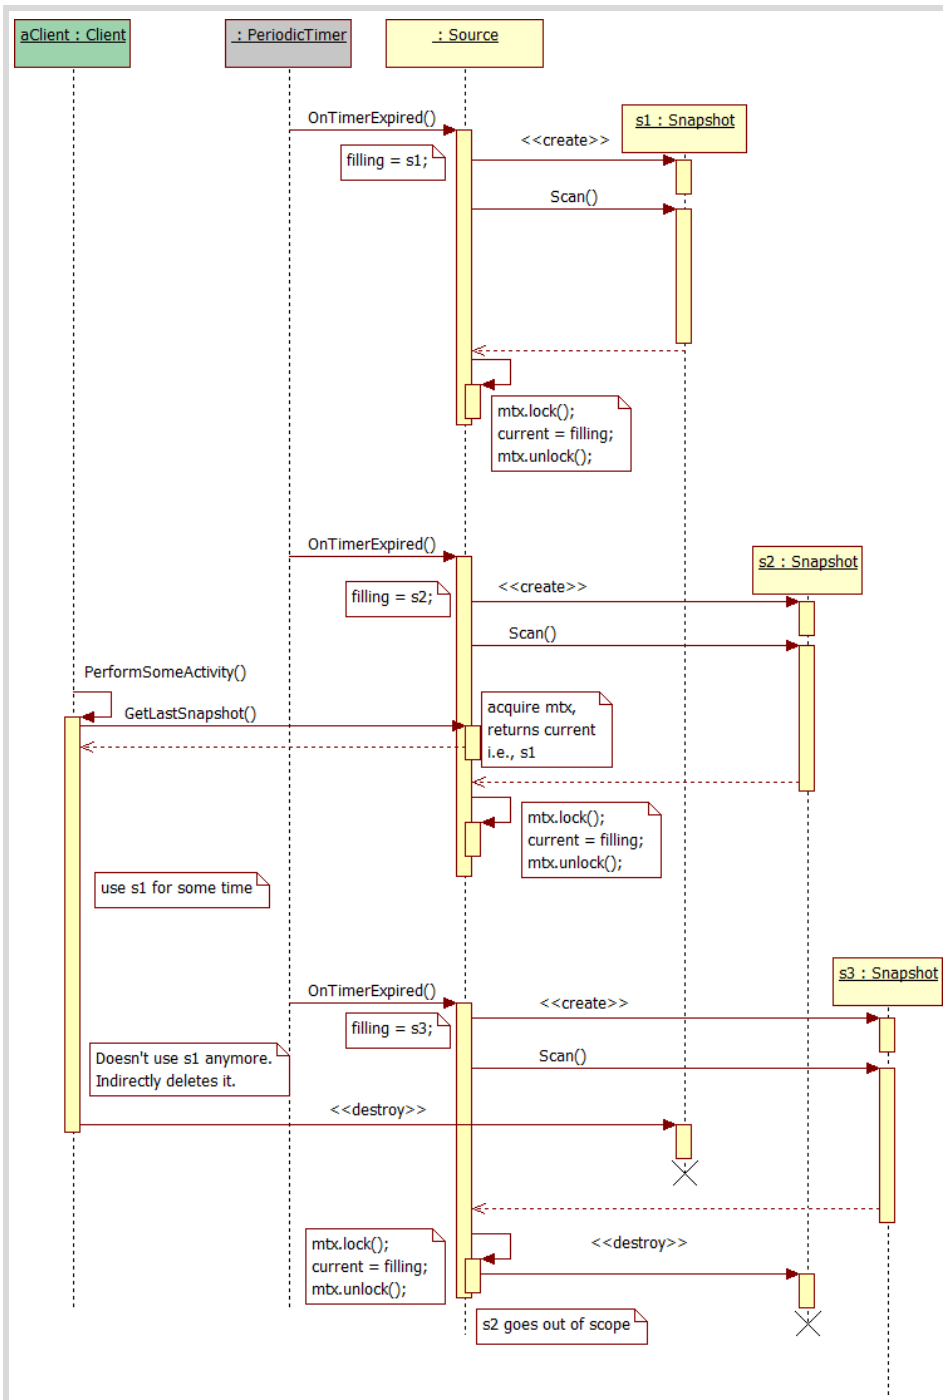 aClient : Client
: PeriodicTimer
: Source
OnTimerExpired()
s1 : Snapshot
<<create>>
filling = s1;
Scan()
mtx.lock();
current = filling;
mtx.unlock();
OnTimerExpired()
s2 : Snapshot
<<create>>
filling = s2;
Scan()
PerformSomeActivity()
GetLastSnapshot()
acquire mtx,
returns current
i.e., s1
mtx.lock();
current = filling;
mtx.unlock();
use s1 for some time
s3 : Snapshot
OnTimerExpired()
<<create>>
filling = s3;
Scan()
Doesn't use s1 anymore.
Indirectly deletes it.
<<destroy>>
mtx.lock();
current = filling;
mtx.unlock();
<<destroy>>
s2 goes out of scope